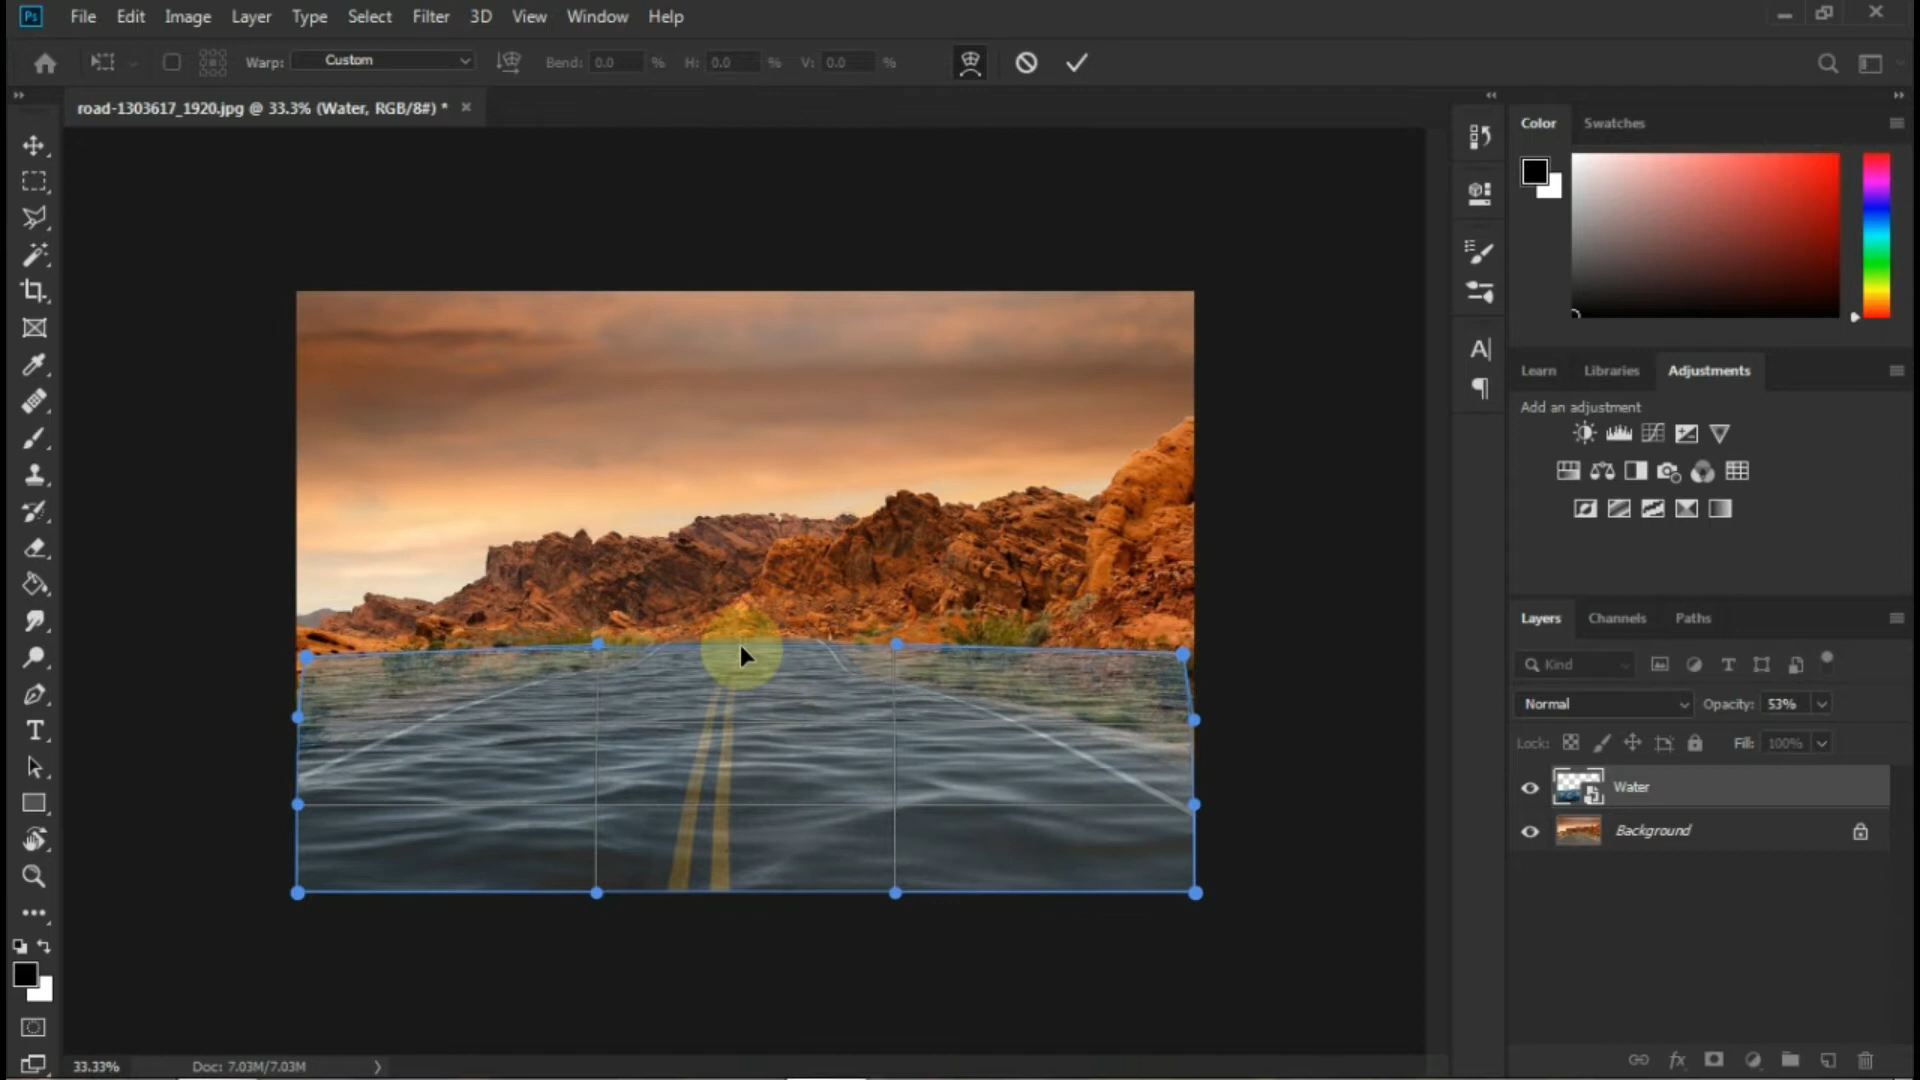 Ps File Edit Image Layer Type Select Filter 3D View Window Help
Warp: Custom Bend: 0.0 % H: 0.0 % V: 0.0 %
road-1303617_1920.jpg @ 33.3% (Water, RGB/8#) *
Color Swatches
Learn Libraries Adjustments
Add an adjustment
Layers Channels Paths
Kind
Normal Opacity: 53%
Lock: Fill: 100%
Water
Background
33.33% Doc: 7.03M/7.03M